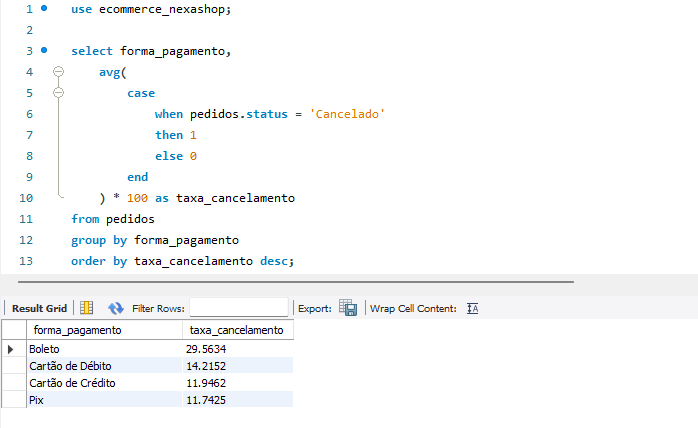 1 use ecommerce_nexashop;
2
3 select forma_pagamento,
4 avg(
5 case
6 when pedidos.status = 'Cancelado'
7 then 1
8 else 0
9 end
10 ) * 100 as taxa_cancelamento
11 from pedidos
12 group by forma_pagamento
13 order by taxa_cancelamento desc;
Result Grid Filter Rows: Export: Wrap Cell Content: IA
forma_pagamento taxa_cancelamento
Boleto 29.5634
Cartão de Débito 14.2152
Cartão de Crédito 11.9462
Pix 11.7425